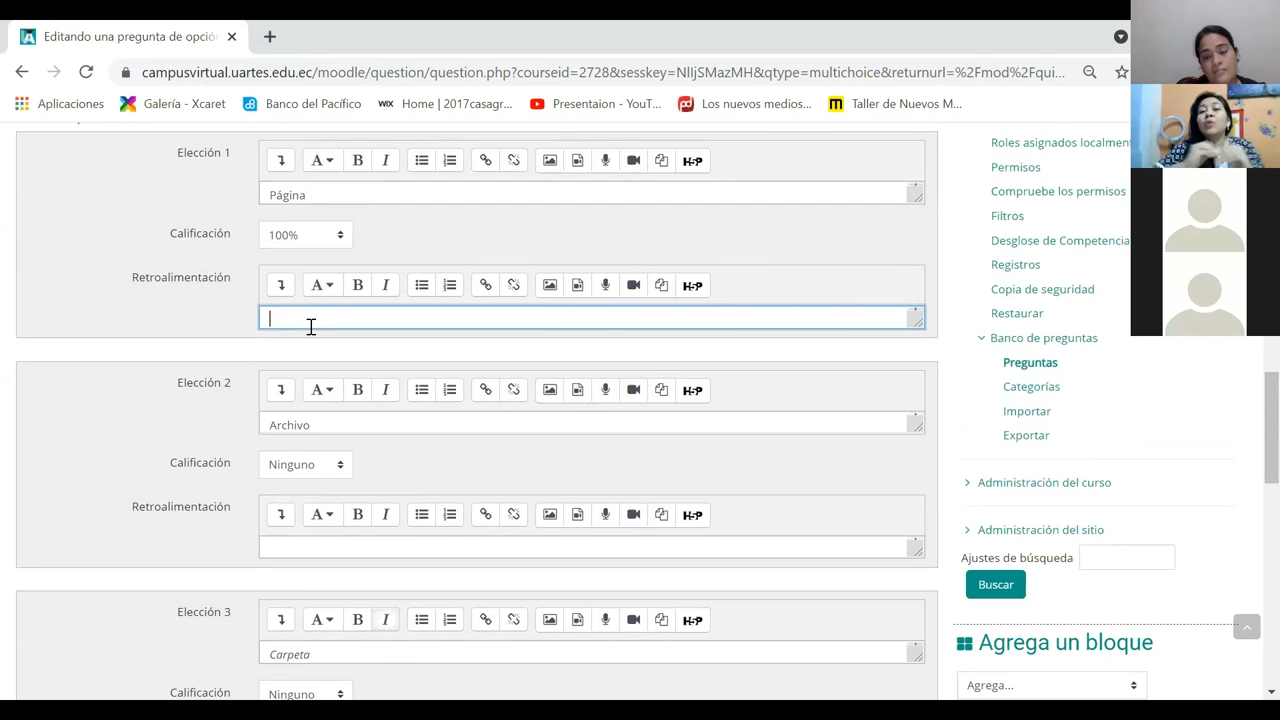 Editando una pregunta de opció
campusvirtual.uartes.edu.ec/moodle/question/question.php?courseid=2728&sesskey=NlIjSMazMH&qtype=multichoice&returnurl=%2Fmod%2Fqui...
Aplicaciones
Galería - Xcaret
Banco del Pacífico
WIX Home | 2017casagr...
Presentaion - YouT...
Los nuevos medios...
Taller de Nuevos M...
Elección 1
A B I H-P
Página
Calificación
100%
Retroalimentación
A B I H-P
Elección 2
A B I H-P
Archivo
Calificación
Ninguno
Retroalimentación
A B I H-P
Elección 3
A B I H-P
Carpeta
Calificación
Ninguno
Roles asignados localmen
Permisos
Compruebe los permisos
Filtros
Desglose de Competencia
Registros
Copia de seguridad
Restaurar
Banco de preguntas
Preguntas
Categorías
Importar
Exportar
Administración del curso
Administración del sitio
Ajustes de búsqueda
Buscar
Agrega un bloque
Agrega...